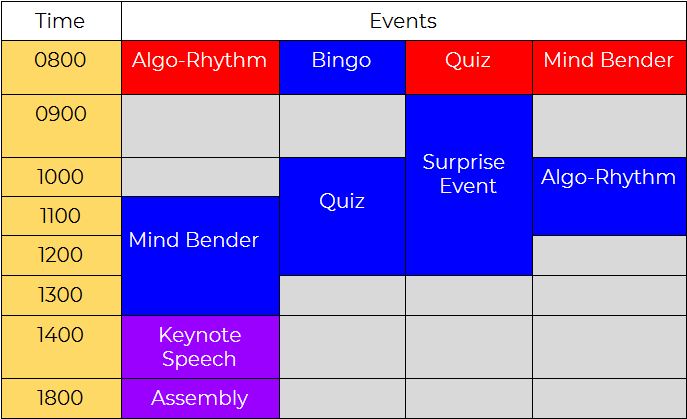 Time Events
0800 Algo-Rhythm Bingo Quiz Mind Bender
0900
Surprise
Event
1000 Algo-Rhythm
Quiz
1100
Mind Bender
1200
1300
1400 Keynote
Speech
1800 Assembly